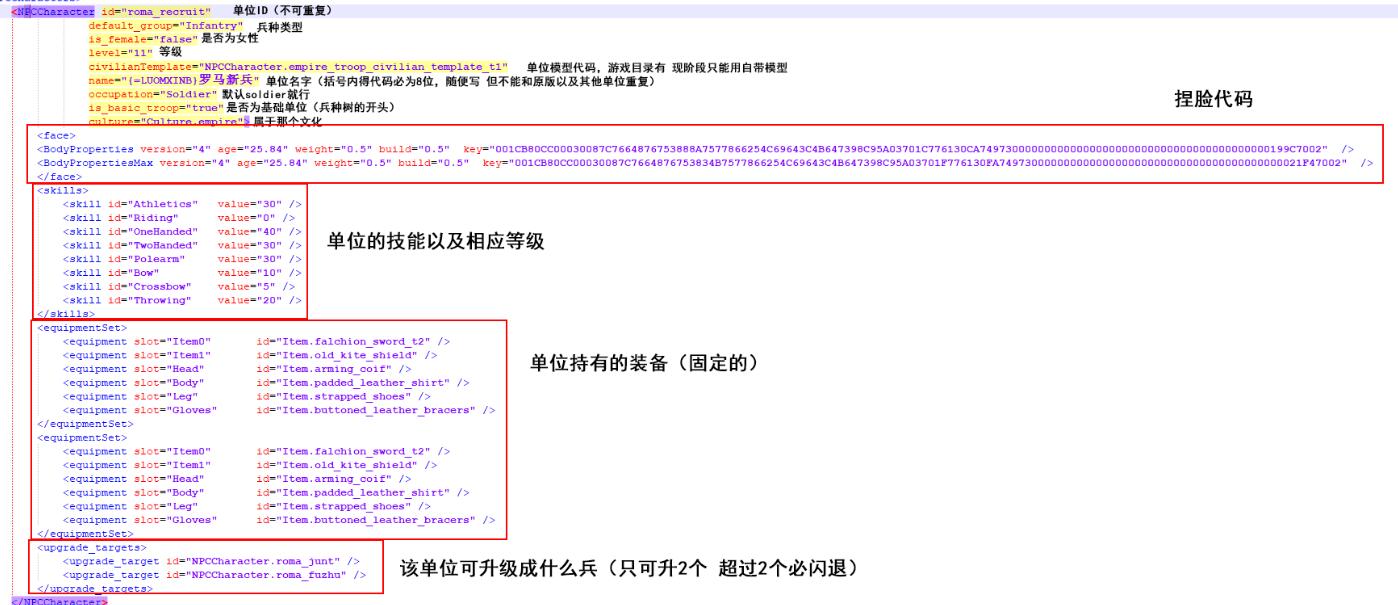 <NPCCharacter id="roma_recruit" 单位ID（不可重复）
default_group="Infantry" 兵种类型
is_female="false" 是否为女性
level="11" 等级
civilianTemplate="NPCCharacter.empire_troop_civilian_template_t1" 单位模型代码，游戏目录有 现阶段只能用自带模型
name="{=LUOMXINB}罗马新兵" 单位名字（括号内得代码必为8位，随便写 但不能和原版以及其他单位重复）
occupation="Soldier" 默认soldier就行
is_basic_troop="true" 是否为基础单位（兵种树的开头）
culture="Culture.empire"> 属于那个文化
捏脸代码
<face>
<BodyProperties version="4" age="25.84" weight="0.5" build="0.5" />
<BodyPropertiesMax version="4" age="25.84" weight="0.5" build="0.5" />
</face>
<skills>
<skill id="Athletics" value="30" />
<skill id="Riding" value="0" />
<skill id="OneHanded" value="40" />
<skill id="TwoHanded" value="30" />
<skill id="Polearm" value="30" />
<skill id="Bow" value="10" />
<skill id="Crossbow" value="5" />
<skill id="Throwing" value="20" />
</skills>
单位的技能以及相应等级
<equipmentSet>
<equipment slot="Item0" id="Item.falchion_sword_t2" />
<equipment slot="Item1" id="Item.old_kite_shield" />
<equipment slot="Head" id="Item.arming_coif" />
<equipment slot="Body" id="Item.padded_leather_shirt" />
<equipment slot="Leg" id="Item.strapped_shoes" />
<equipment slot="Gloves" id="Item.buttoned_leather_bracers" />
</equipmentSet>
单位持有的装备（固定的）
<equipmentSet>
<equipment slot="Item0" id="Item.falchion_sword_t2" />
<equipment slot="Item1" id="Item.old_kite_shield" />
<equipment slot="Head" id="Item.arming_coif" />
<equipment slot="Body" id="Item.padded_leather_shirt" />
<equipment slot="Leg" id="Item.strapped_shoes" />
<equipment slot="Gloves" id="Item.buttoned_leather_bracers" />
</equipmentSet>
<upgrade_targets>
<upgrade_target id="NPCCharacter.roma_junt" />
<upgrade_target id="NPCCharacter.roma_fuzhu" />
</upgrade_targets>
该单位可升级成什么兵（只可升2个 超过2个必闪退）
</NPCCharacter>